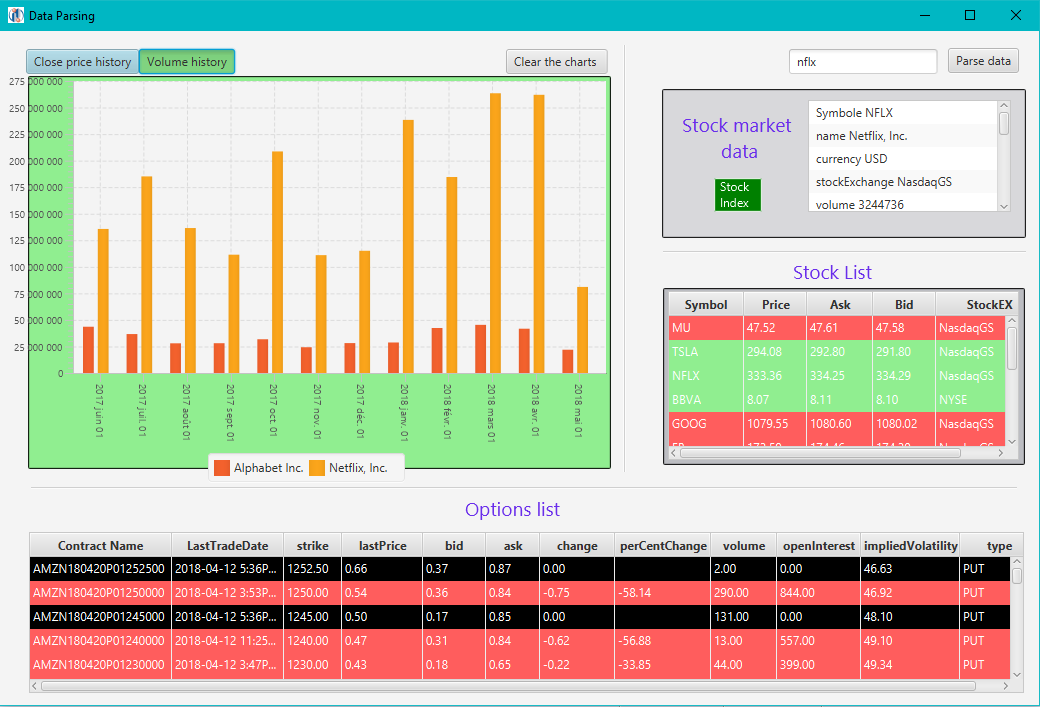 Data Parsing
Close price history Volume history Clear the charts
nflx Parse data
275 000 000
250 000 000
225 000 000
200 000 000
175 000 000
150 000 000
125 000 000
100 000 000
75 000 000
50 000 000
25 000 000
0
2017 juin 01
2017 juil. 01
2017 août 01
2017 sept. 01
2017 oct. 01
2017 nov. 01
2017 déc. 01
2018 janv. 01
2018 févr. 01
2018 mars 01
2018 avr. 01
2018 mai 01
Alphabet Inc. Netflix, Inc.
Stock market
data
Stock
Index
Symbole NFLX
name Netflix, Inc.
currency USD
stockExchange NasdaqGS
volume 3244736
Stock List
Symbol Price Ask Bid StockEX
MU 47.52 47.61 47.58 NasdaqGS
TSLA 294.08 292.80 291.80 NasdaqGS
NFLX 333.36 334.25 334.29 NasdaqGS
BBVA 8.07 8.11 8.10 NYSE
GOOG 1079.55 1080.60 1080.02 NasdaqGS
Options list
Contract Name LastTradeDate strike lastPrice bid ask change perCentChange volume openInterest impliedVolatility type
AMZN180420P01252500 2018-04-12 5:36P... 1252.50 0.66 0.37 0.87 0.00 2.00 0.00 46.63 PUT
AMZN180420P01250000 2018-04-12 3:53P... 1250.00 0.54 0.36 0.84 -0.75 -58.14 290.00 844.00 46.92 PUT
AMZN180420P01245000 2018-04-12 5:36P... 1245.00 0.50 0.17 0.85 0.00 131.00 0.00 48.10 PUT
AMZN180420P01240000 2018-04-12 11:25... 1240.00 0.47 0.31 0.84 -0.62 -56.88 13.00 557.00 49.10 PUT
AMZN180420P01230000 2018-04-12 3:47P... 1230.00 0.43 0.18 0.65 -0.22 -33.85 44.00 399.00 49.34 PUT